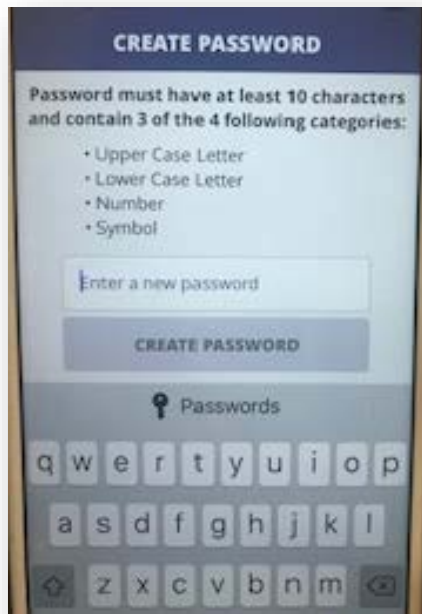 CREATE PASSWORD
Password must have at least 10 characters
and contain 3 of the 4 following categories:
• Upper Case Letter
• Lower Case Letter
• Number
• Symbol
Enter a new password
CREATE PASSWORD
Passwords
q w e r t y u i o p
a s d f g h j k l
z x c v b n m